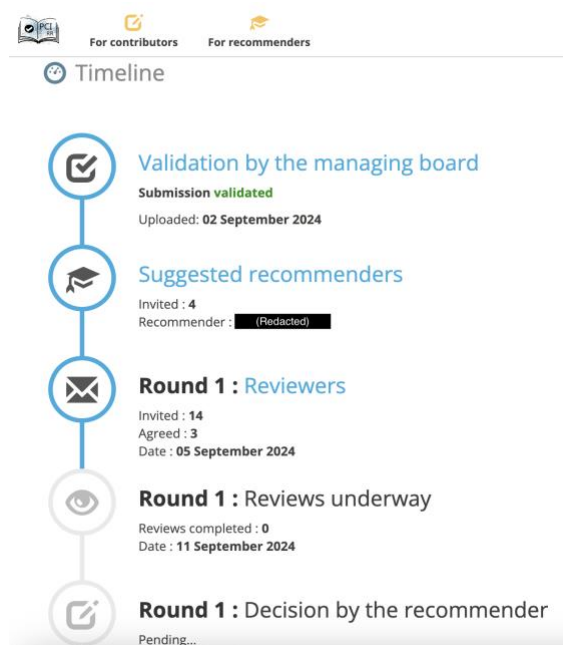 PCI
RR
For contributors
For recommenders
Timeline
Validation by the managing board
Submission validated
Uploaded: 02 September 2024
Suggested recommenders
Invited : 4
Recommender : (Redacted)
Round 1 : Reviewers
Invited : 14
Agreed : 3
Date : 05 September 2024
Round 1 : Reviews underway
Reviews completed : 0
Date : 11 September 2024
Round 1 : Decision by the recommender
Pending...